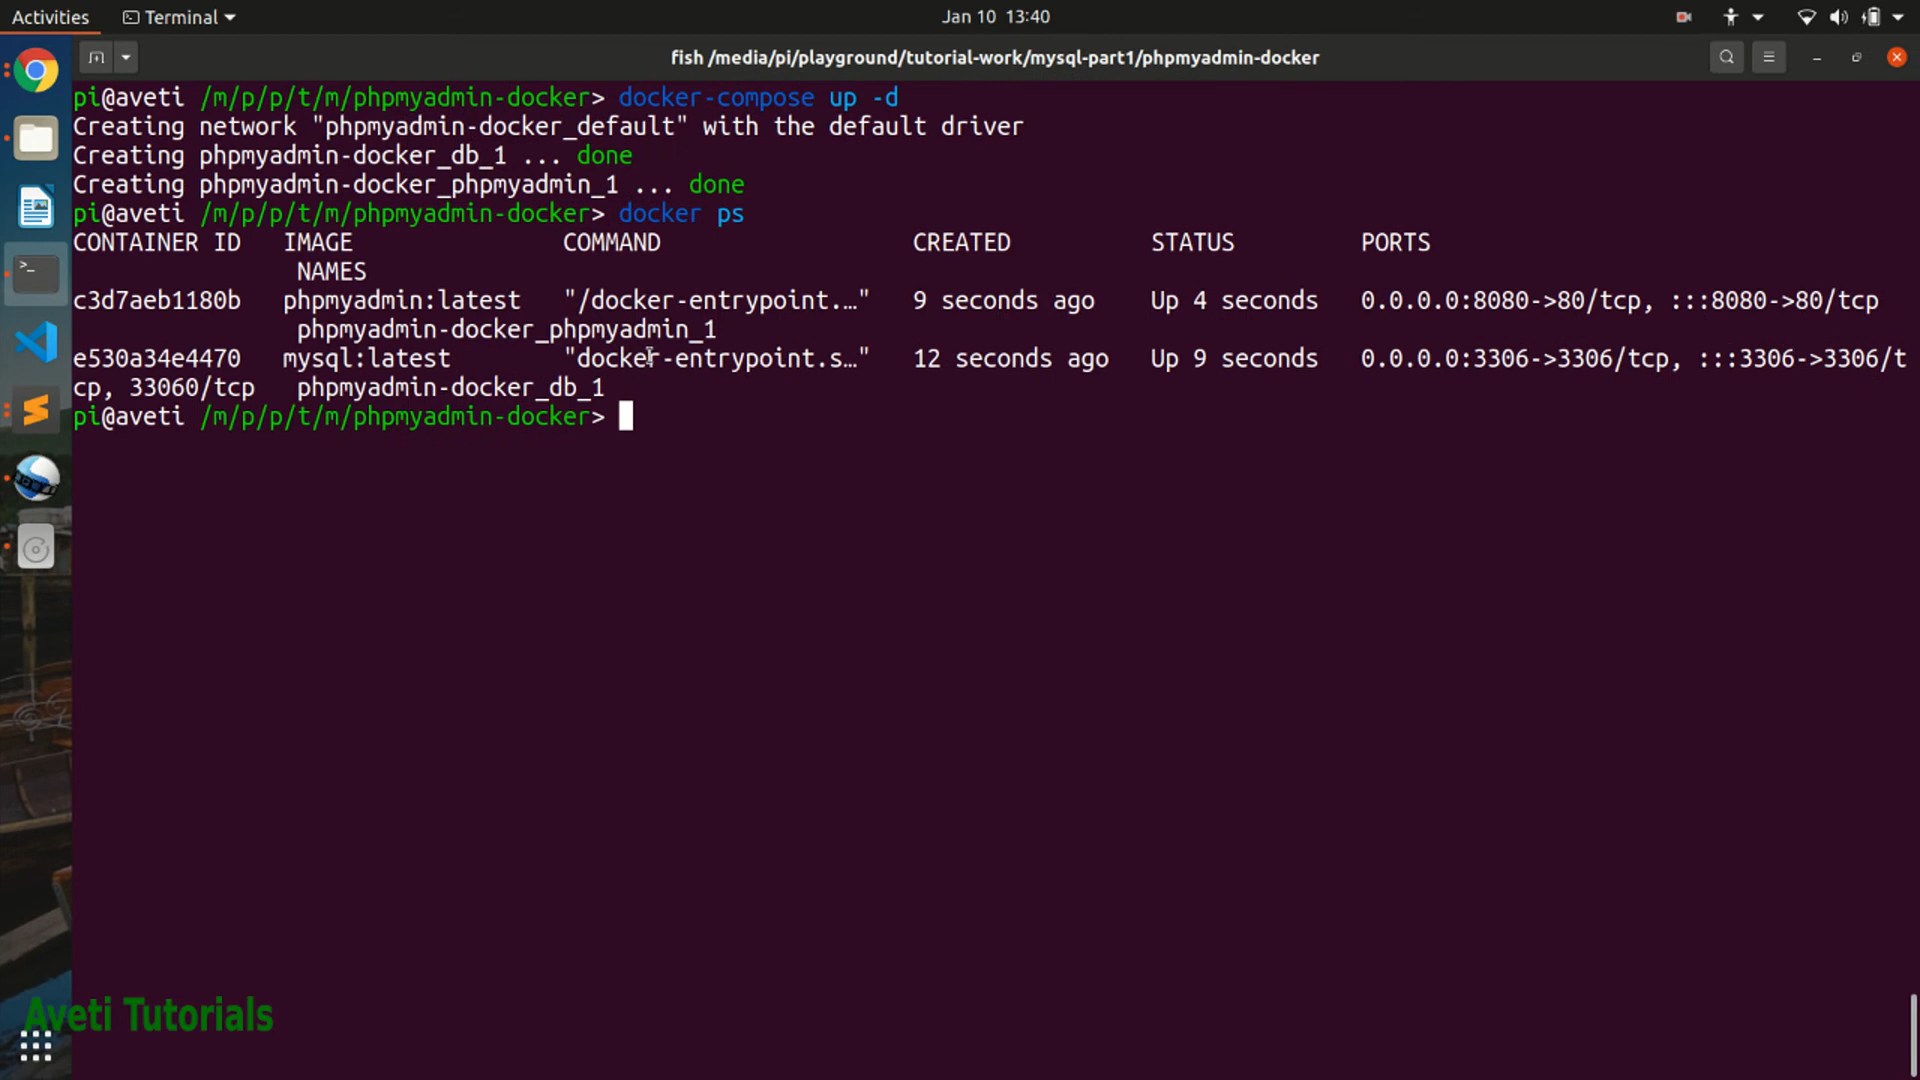 Activities Terminal Jan 10 13:40
fish /media/pi/playground/tutorial-work/mysql-part1/phpmyadmin-docker
pi@aveti /m/p/p/t/m/phpmyadmin-docker> docker-compose up -d
Creating network "phpmyadmin-docker_default" with the default driver
Creating phpmyadmin-docker_db_1 ... done
Creating phpmyadmin-docker_phpmyadmin_1 ... done
pi@aveti /m/p/p/t/m/phpmyadmin-docker> docker ps
CONTAINER ID IMAGE COMMAND CREATED STATUS PORTS
NAMES
c3d7aeb1180b phpmyadmin:latest "/docker-entrypoint.…" 9 seconds ago Up 4 seconds 0.0.0.0:8080->80/tcp, :::8080->80/tcp
phpmyadmin-docker_phpmyadmin_1
e530a34e4470 mysql:latest "docker-entrypoint.s…" 12 seconds ago Up 9 seconds 0.0.0.0:3306->3306/tcp, :::3306->3306/t
cp, 33060/tcp phpmyadmin-docker_db_1
pi@aveti /m/p/p/t/m/phpmyadmin-docker>
Aveti Tutorials